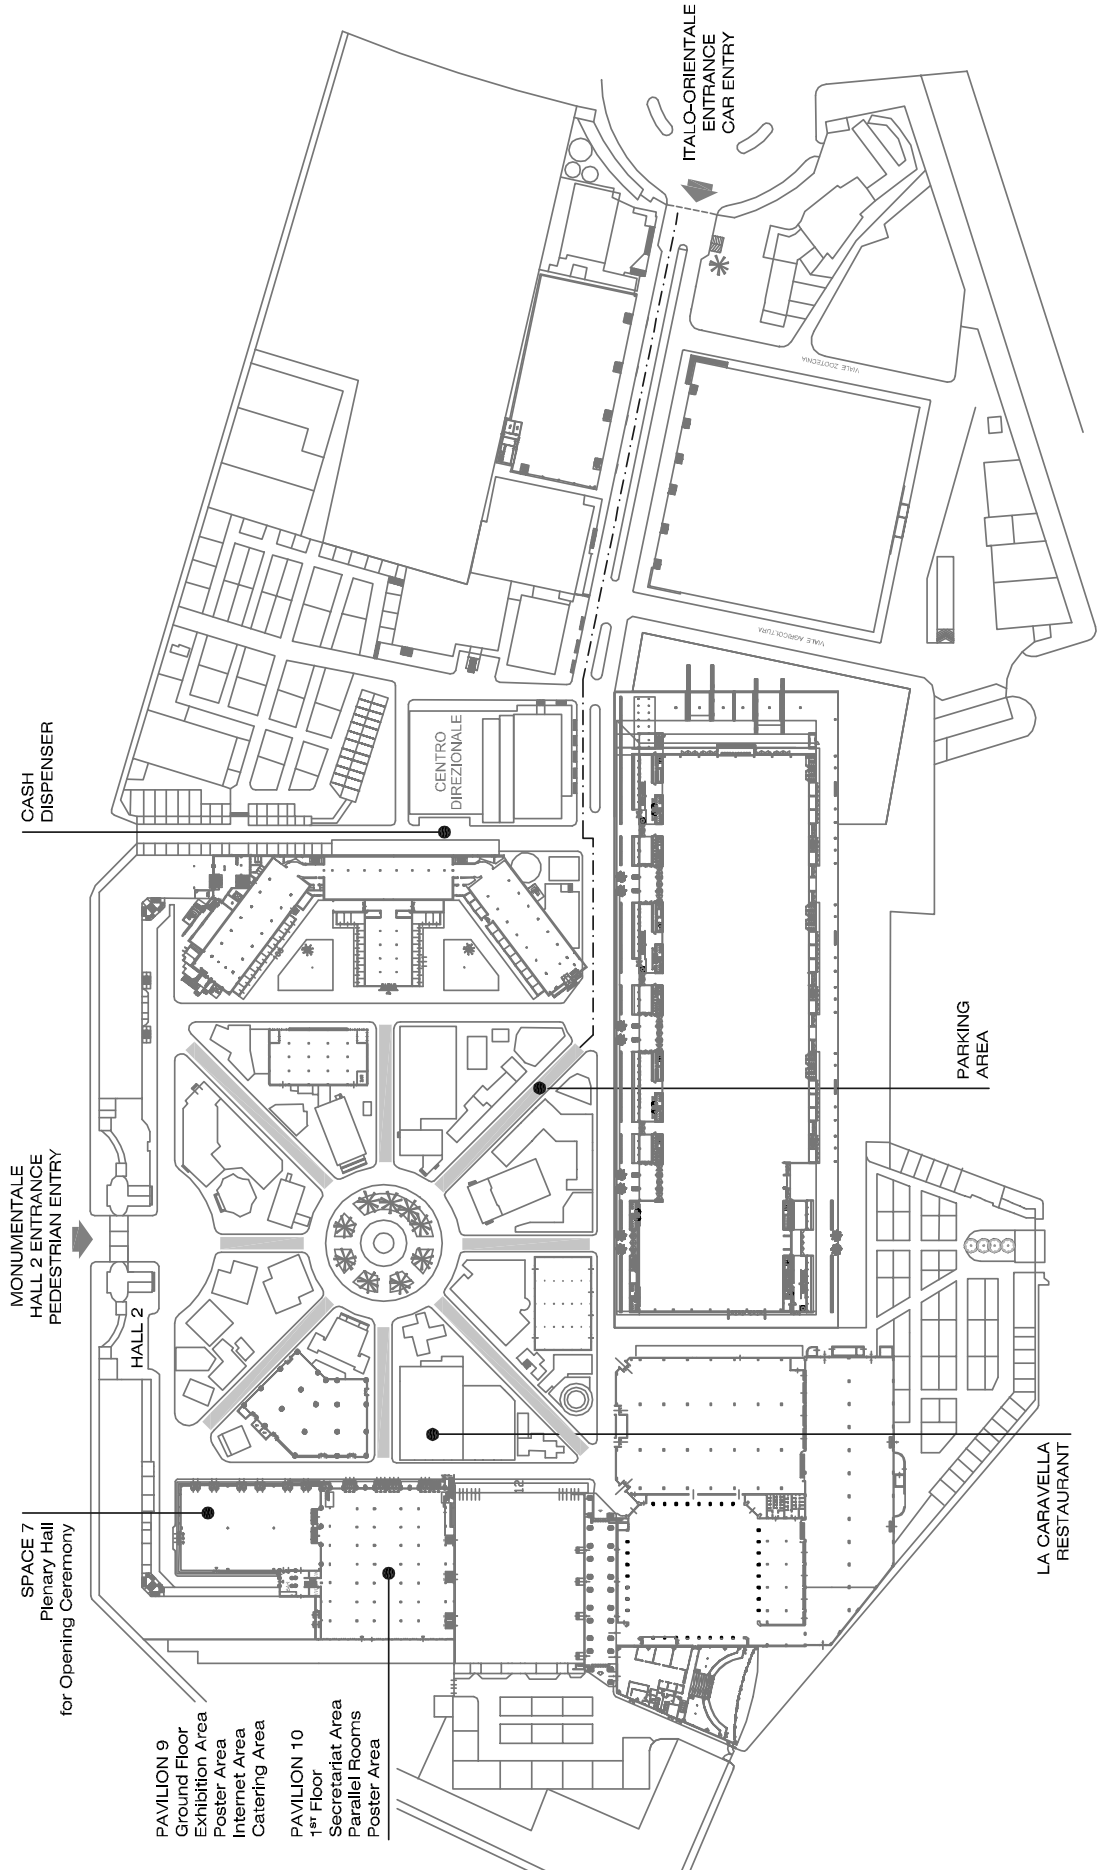 ITALO-ORIENTALE
ENTRANCE
CAR ENTRY
VIALE ZOOTECNIA
VIALE AGRICOLTURA
CASH
DISPENSER
CENTRO
DIREZIONALE
PARKING
AREA
MONUMENTALE
HALL 2 ENTRANCE
PEDESTRIAN ENTRY
HALL 2
SPACE 7
Plenary Hall
for Opening Ceremony
12
LA CARAVELLA
RESTAURANT
PAVILION 9
Ground Floor
Exhibition Area
Poster Area
Internet Area
Catering Area
PAVILION 10
1ST Floor
Secretariat Area
Parallel Rooms
Poster Area